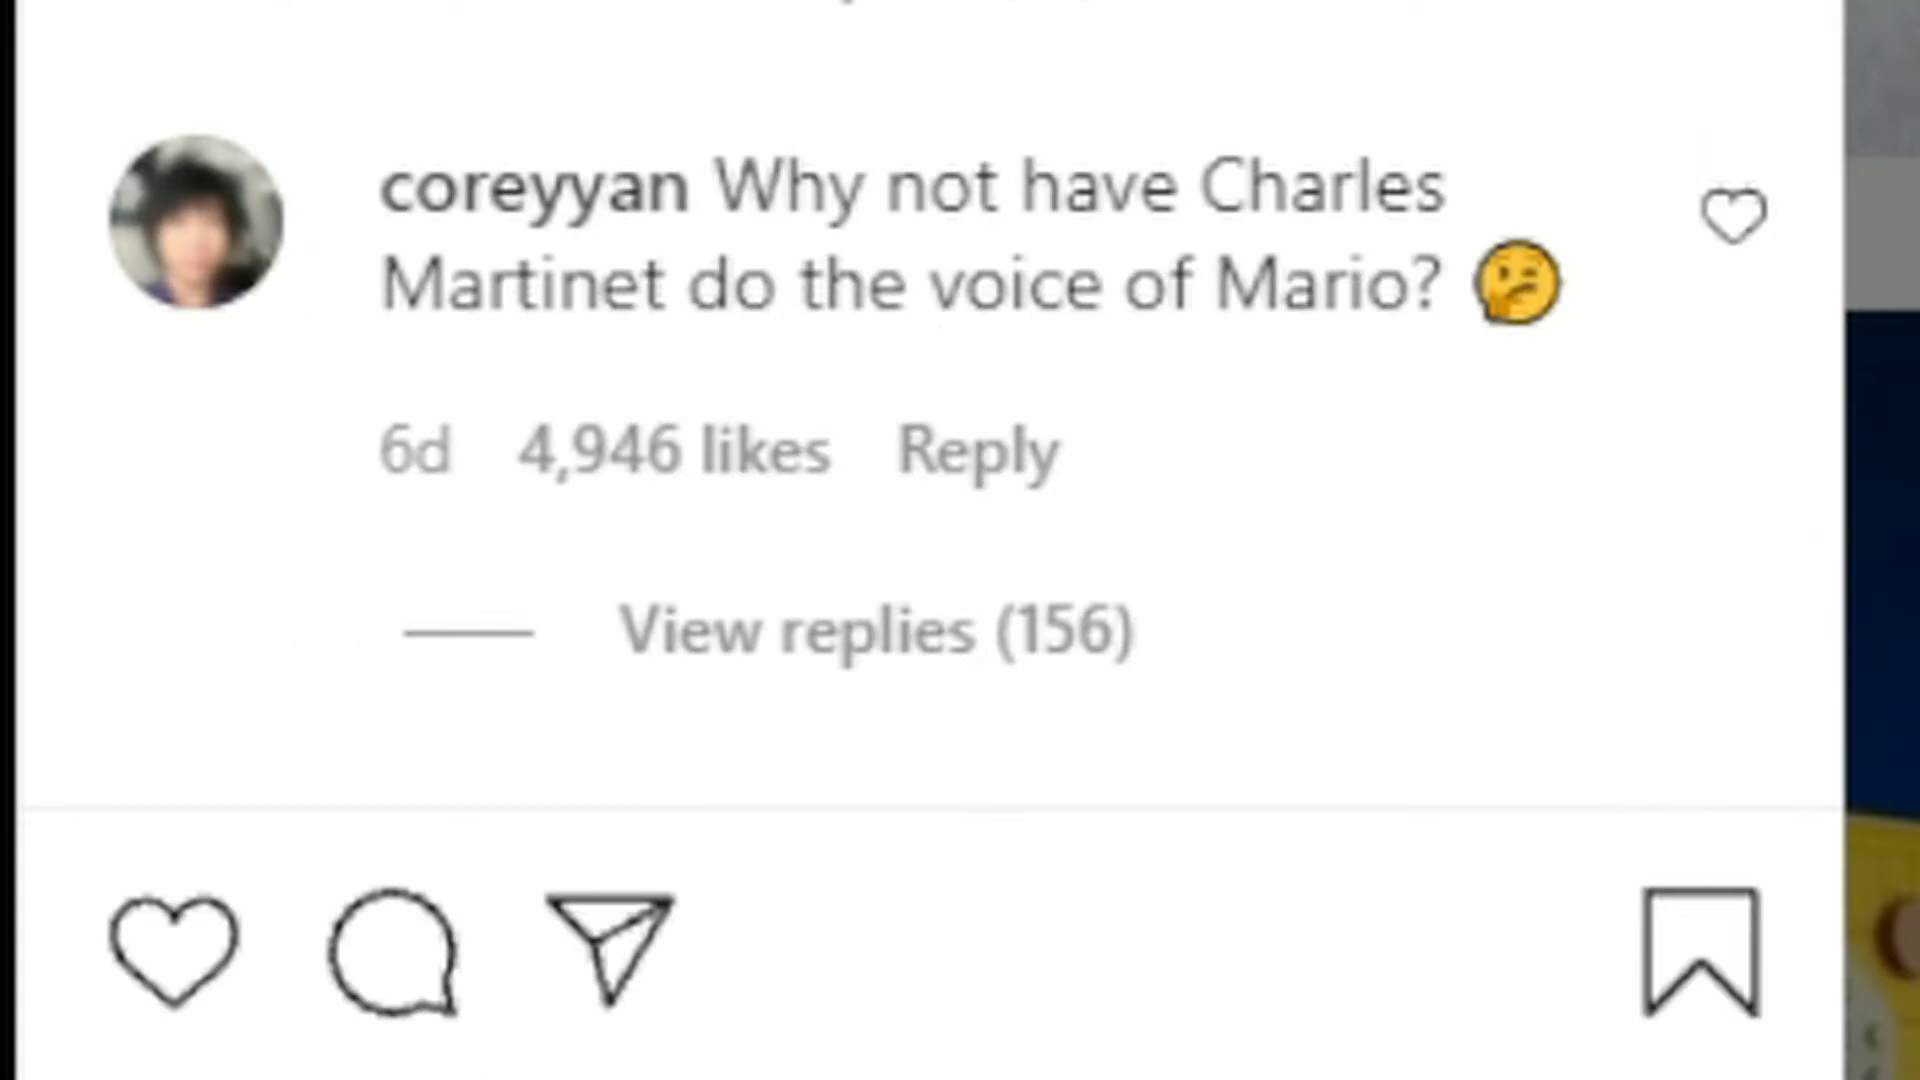 coreyyan Why not have Charles
Martinet do the voice of Mario? 🤔
6d 4,946 likes Reply
View replies (156)